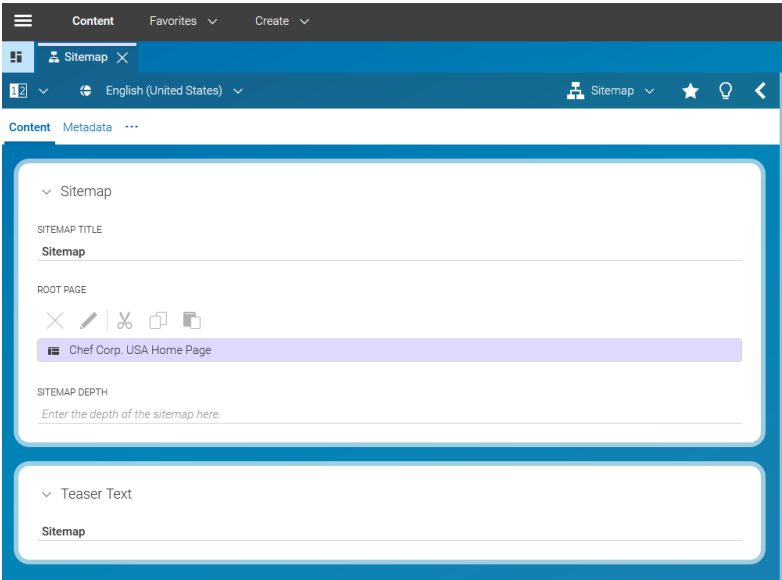 Content Favorites Create
Sitemap
12 English (United States) Sitemap
Content Metadata ···
Sitemap
SITEMAP TITLE
Sitemap
ROOT PAGE
Chef Corp. USA Home Page
SITEMAP DEPTH
Enter the depth of the sitemap here.
Teaser Text
Sitemap